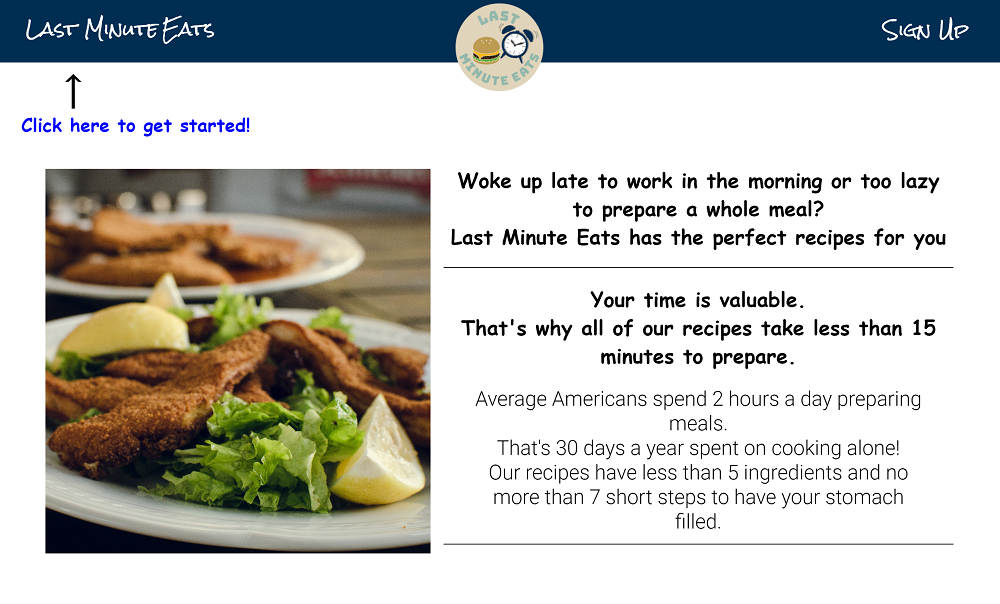 Last Minute Eats
LAST
MINUTE EATS
Sign Up
Click here to get started!
Woke up late to work in the morning or too lazy
to prepare a whole meal?
Last Minute Eats has the perfect recipes for you
Your time is valuable.
That's why all of our recipes take less than 15
minutes to prepare.
Average Americans spend 2 hours a day preparing
meals.
That's 30 days a year spent on cooking alone!
Our recipes have less than 5 ingredients and no
more than 7 short steps to have your stomach
filled.